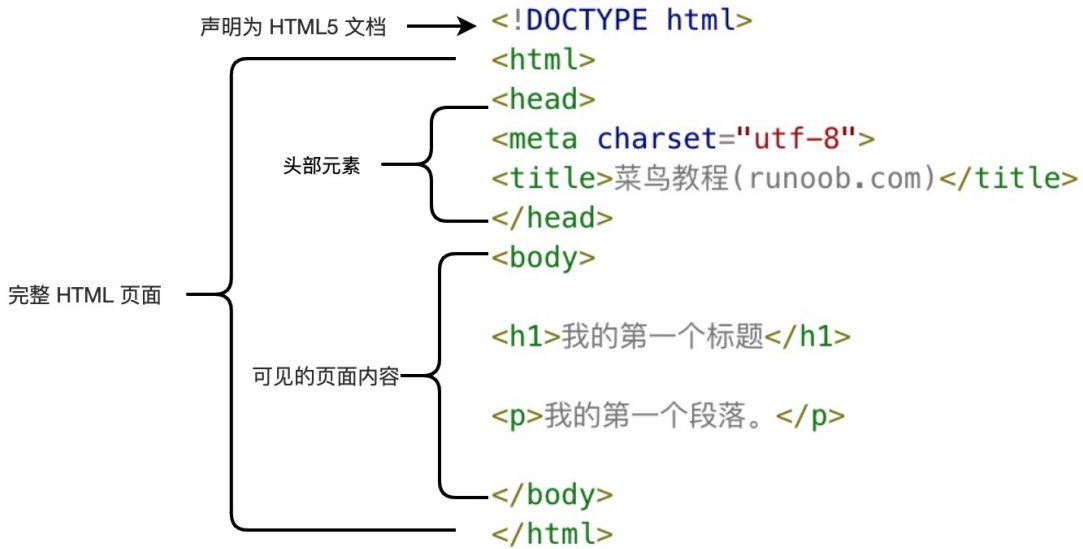 声明为 HTML5 文档
<!DOCTYPE html>
<html>
<head>
<meta charset="utf-8">
头部元素
<title>菜鸟教程(runoob.com)</title>
</head>
<body>
完整 HTML 页面
<h1>我的第一个标题</h1>
可见的页面内容
<p>我的第一个段落。</p>
</body>
</html>